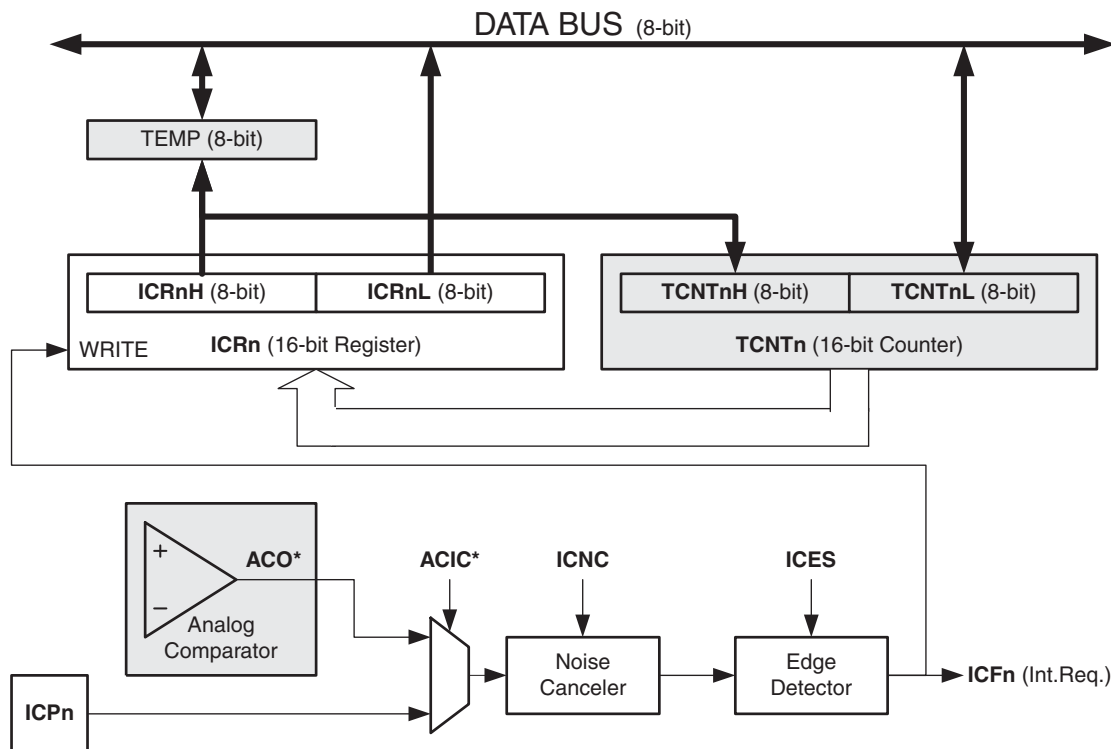 DATA BUS (8-bit)
TEMP (8-bit)
ICRnH (8-bit)
ICRnL (8-bit)
TCNTnH (8-bit)
TCNTnL (8-bit)
WRITE
ICRn (16-bit Register)
TCNTn (16-bit Counter)
+
−
ACO*
Analog
Comparator
ACIC*
ICNC
ICES
Noise
Canceler
Edge
Detector
ICFn (Int.Req.)
ICPn